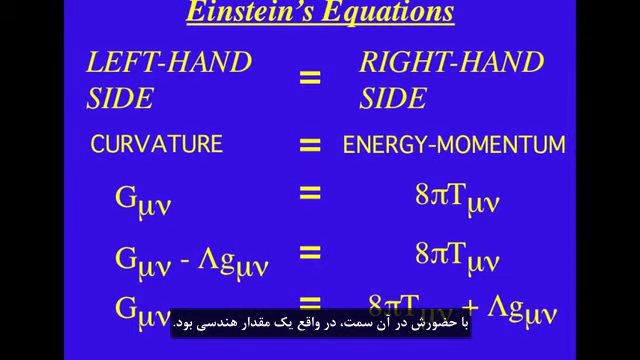 Einstein's Equations
LEFT-HAND SIDE = RIGHT-HAND SIDE
CURVATURE = ENERGY-MOMENTUM
Gμν = 8πTμν
Gμν - Λgμν = 8πTμν
Gμν = 8πTμν + Λgμν
با حضورش در آن سمت، در واقع یک مقدار هندسی بود.